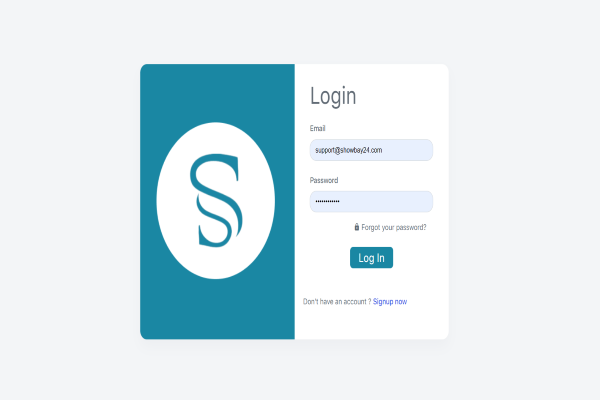 S
S
Login
Email
support@showbay24.com
Password
••••••••••••
Forgot your password?
Log In
Don't have an account ? Signup now